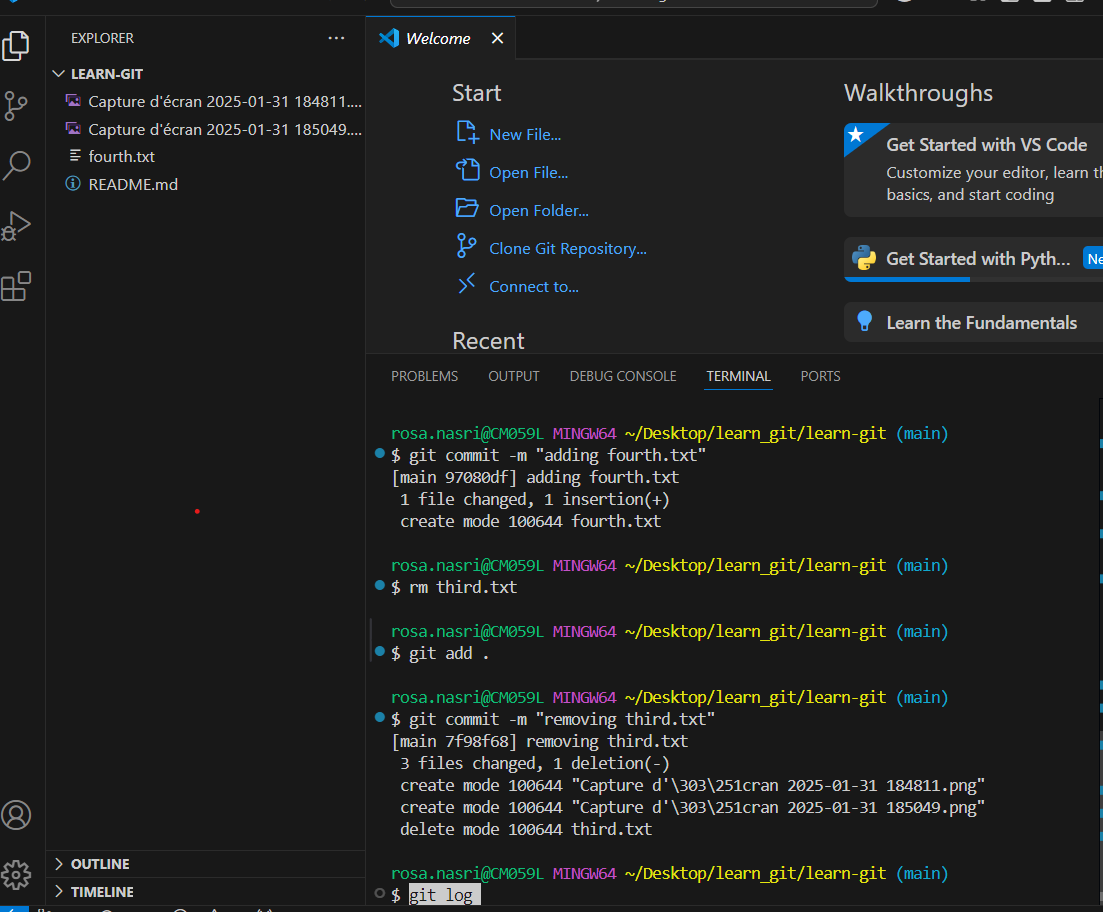 EXPLORER
LEARN-GIT
Capture d'écran 2025-01-31 184811....
Capture d'écran 2025-01-31 185049....
fourth.txt
README.md
OUTLINE
TIMELINE
Welcome
Start
New File...
Open File...
Open Folder...
Clone Git Repository...
Connect to...
Recent
Walkthroughs
Get Started with VS Code
Customize your editor, learn th
basics, and start coding
Get Started with Pyth... Ne
Learn the Fundamentals
PROBLEMS OUTPUT DEBUG CONSOLE TERMINAL PORTS
rosa.nasri@CM059L MINGW64 ~/Desktop/learn_git/learn-git (main)
$ git commit -m "adding fourth.txt"
[main 97080df] adding fourth.txt
1 file changed, 1 insertion(+)
create mode 100644 fourth.txt
rosa.nasri@CM059L MINGW64 ~/Desktop/learn_git/learn-git (main)
$ rm third.txt
rosa.nasri@CM059L MINGW64 ~/Desktop/learn_git/learn-git (main)
$ git add .
rosa.nasri@CM059L MINGW64 ~/Desktop/learn_git/learn-git (main)
$ git commit -m "removing third.txt"
[main 7f98f68] removing third.txt
3 files changed, 1 deletion(-)
create mode 100644 "Capture d'\303\251cran 2025-01-31 184811.png"
create mode 100644 "Capture d'\303\251cran 2025-01-31 185049.png"
delete mode 100644 third.txt
rosa.nasri@CM059L MINGW64 ~/Desktop/learn_git/learn-git (main)
$ git log